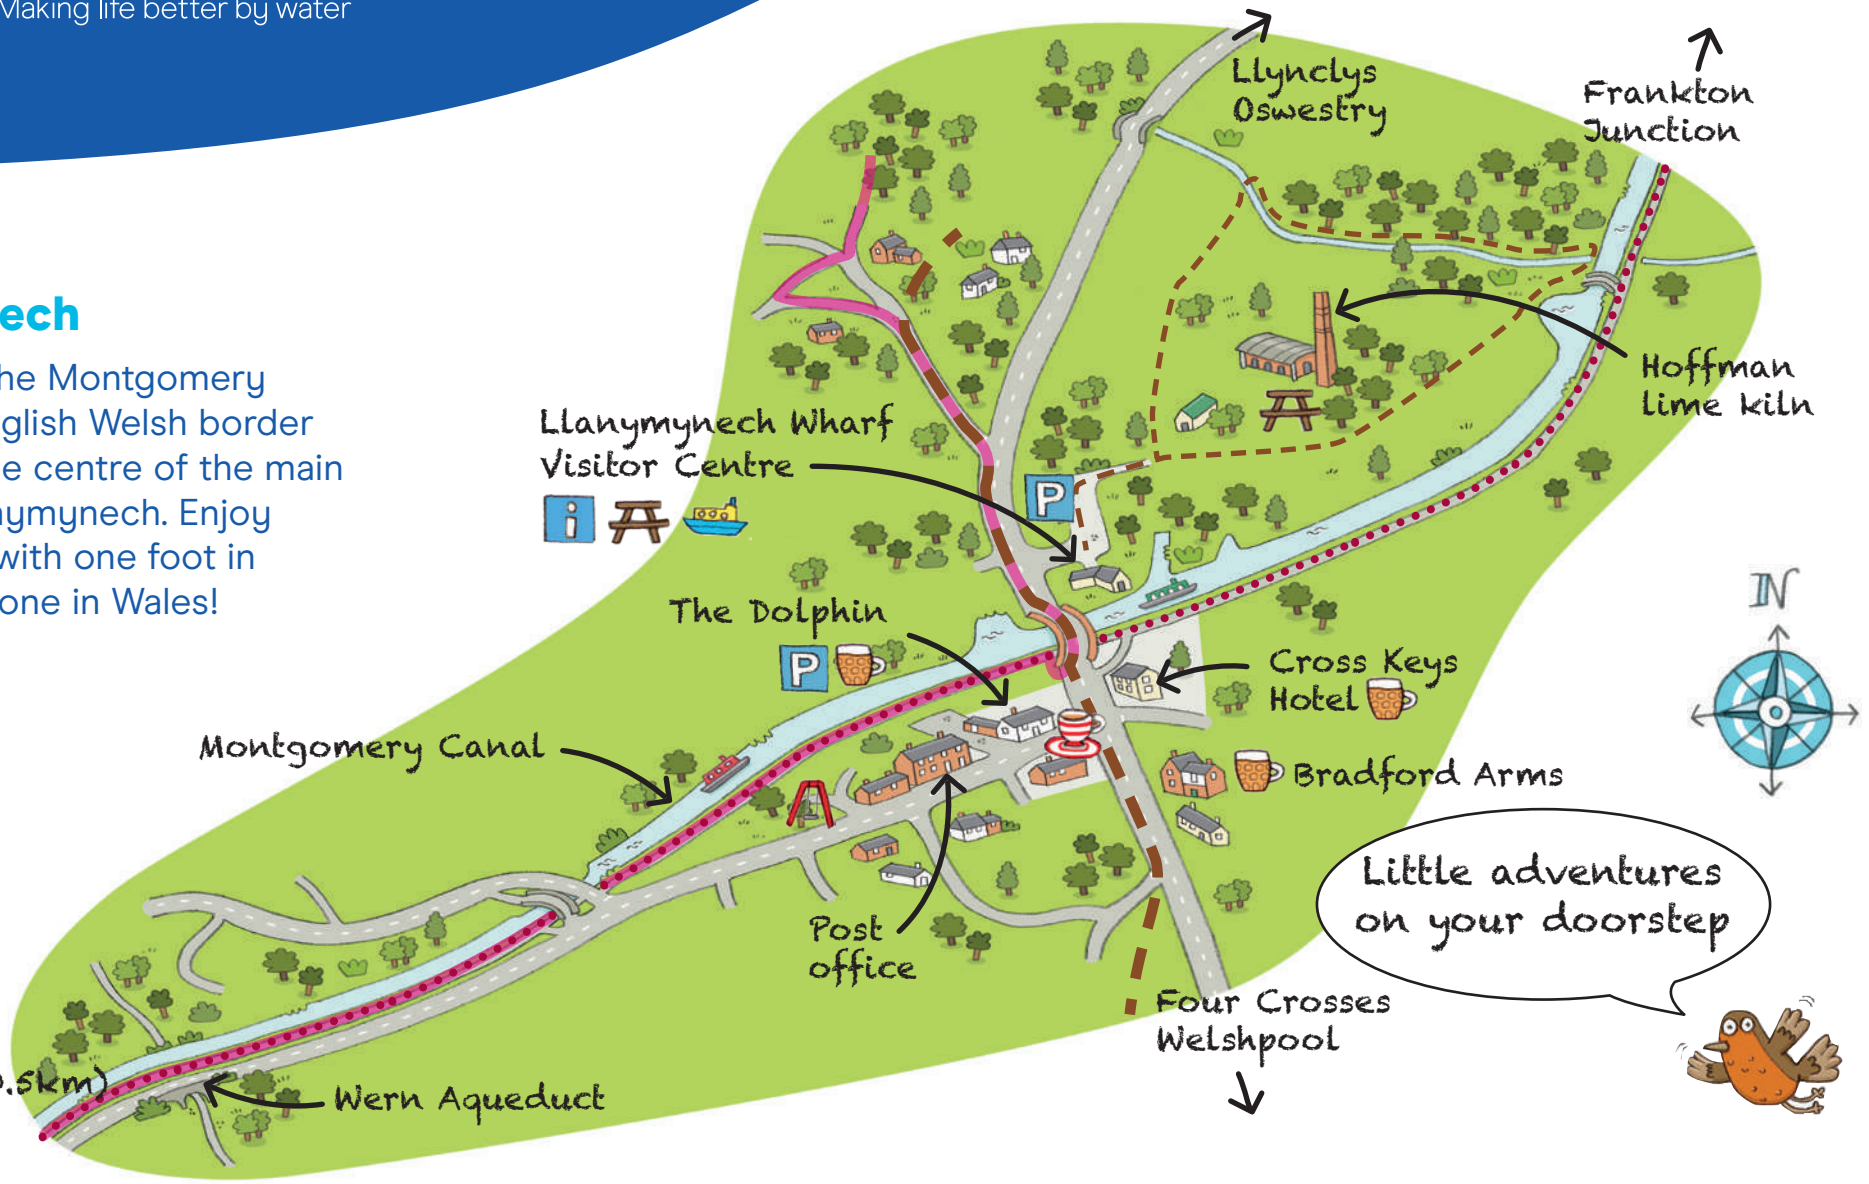 Making life better by water
ech
he Montgomery
glish Welsh border
e centre of the main
nymynech. Enjoy
with one foot in
one in Wales!
Llynclys
Oswestry
Frankton
Junction
Hoffman
lime kiln
Llanymynech Wharf
Visitor Centre
i
P
The Dolphin
P
Cross Keys
Hotel
Montgomery Canal
Bradford Arms
N
Post
office
Little adventures
on your doorstep
Four Crosses
Welshpool
.5km)
Wern Aqueduct